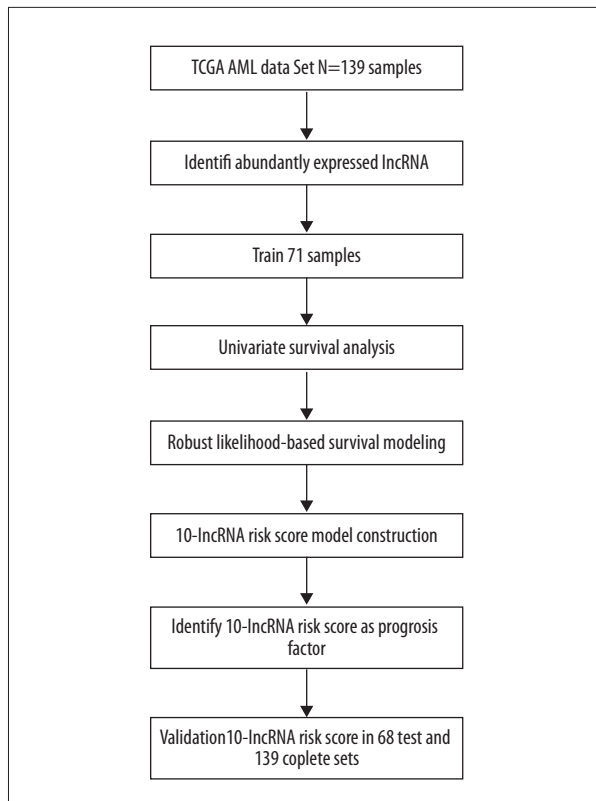 TCGA AML data Set N=139 samples
Identifi abundantly expressed lncRNA
Train 71 samples
Univariate survival analysis
Robust likelihood-based survival modeling
10-lncRNA risk score model construction
Identify 10-lncRNA risk score as progrosis
factor
Validation10-lncRNA risk score in 68 test and
139 coplete sets